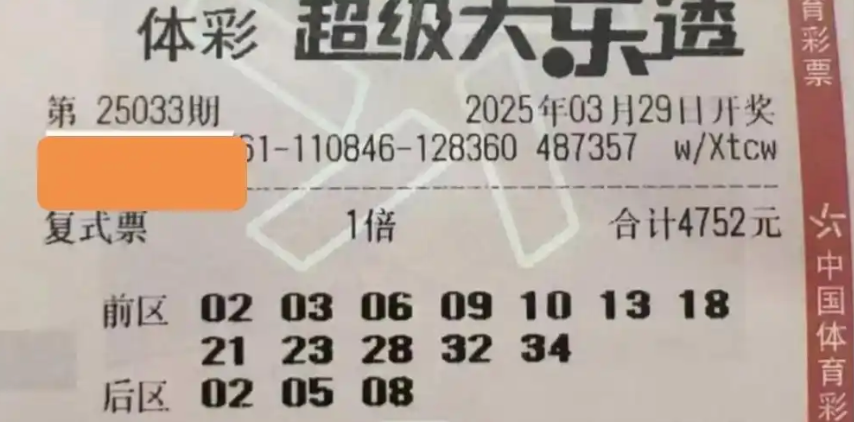 体彩 超级大乐透
第 25033期 2025年03月29日开奖
61-110846-128360 487357 w/Xtcw
复式票 1倍 合计4752元
前区 02 03 06 09 10 13 18
21 23 28 32 34
后区 02 05 08
育彩票
中国体育彩